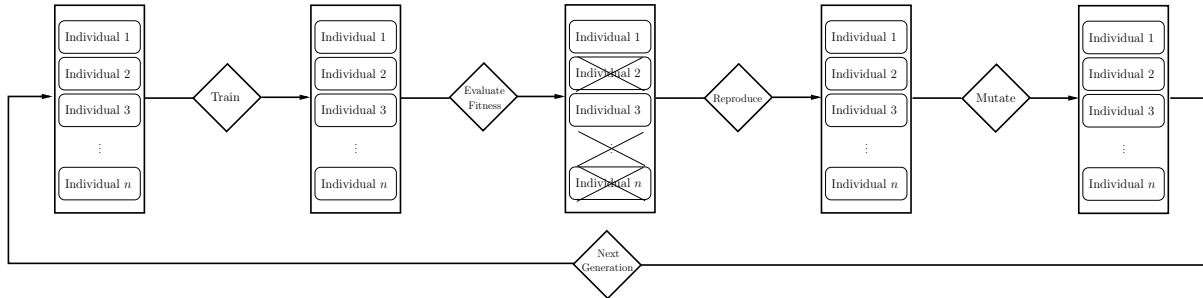 Individual 1
Individual 2
Individual 3
⋮
Individual n
Train
Individual 1
Individual 2
Individual 3
⋮
Individual n
Evaluate
Fitness
Individual 1
Individual 2
Individual 3
⋮
Individual n
Reproduce
Individual 1
Individual 2
Individual 3
⋮
Individual n
Mutate
Individual 1
Individual 2
Individual 3
⋮
Individual n
Next
Generation